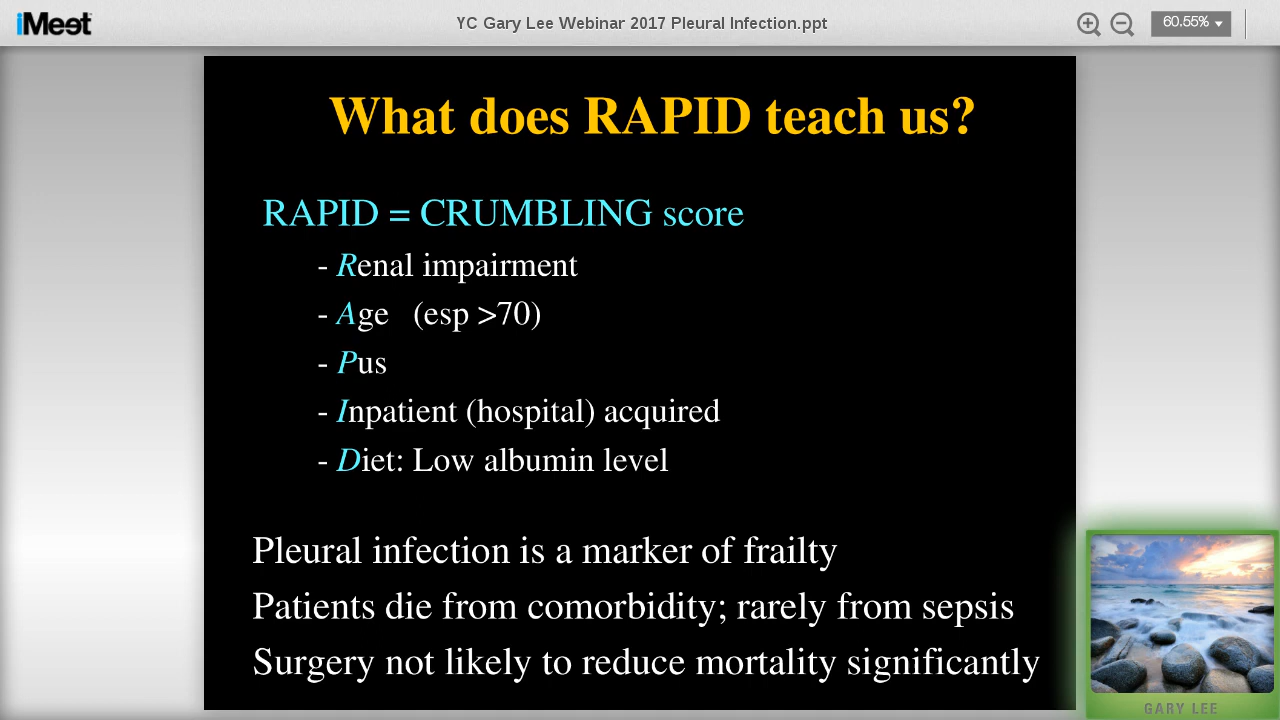 iMeet
YC Gary Lee Webinar 2017 Pleural Infection.ppt
60.55%
What does RAPID teach us?
RAPID = CRUMBLING score
- Renal impairment
- Age (esp >70)
- Pus
- Inpatient (hospital) acquired
- Diet: Low albumin level
Pleural infection is a marker of frailty
Patients die from comorbidity; rarely from sepsis
Surgery not likely to reduce mortality significantly
GARY LEE